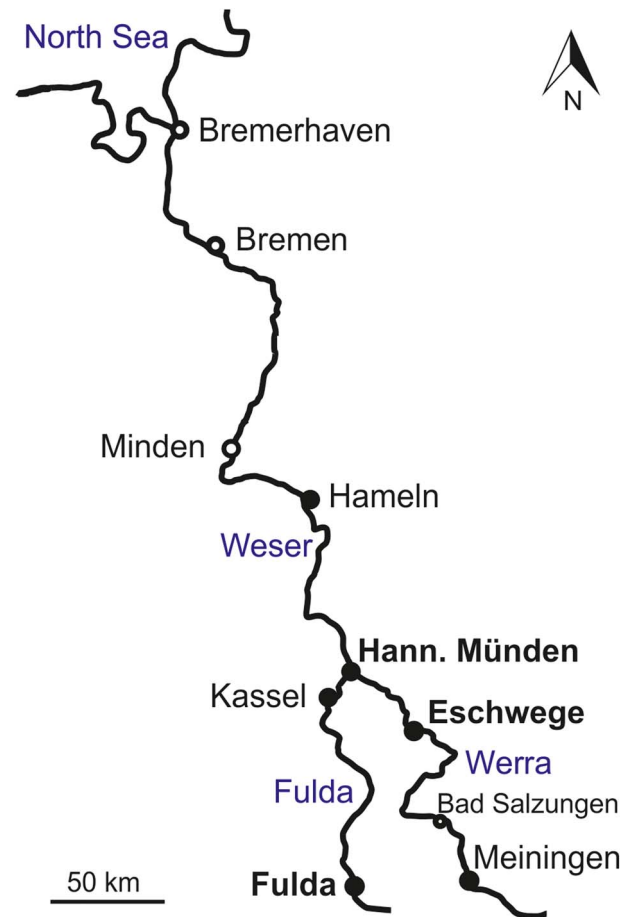 North Sea
N
Bremerhaven
Bremen
Minden
Hameln
Weser
Hann. Münden
Kassel
Eschwege
Werra
Fulda
Bad Salzungen
Meiningen
50 km
Fulda